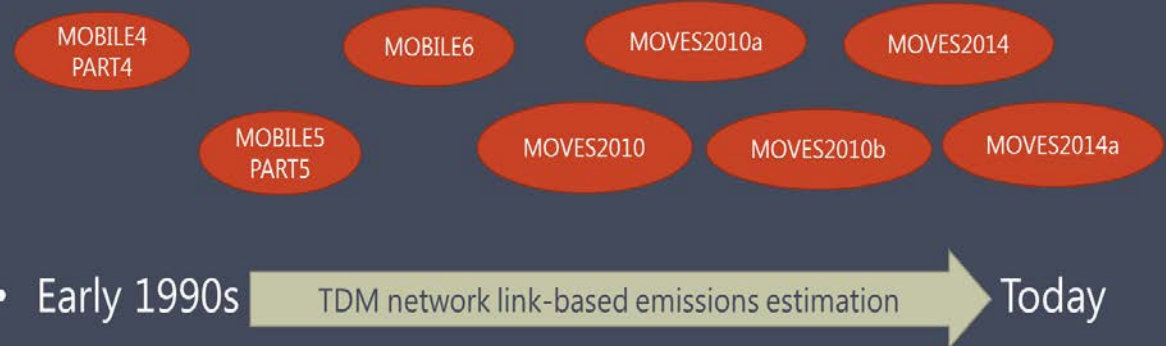 MOBILE4
PART4
MOBILE6
MOVES2010a
MOVES2014
MOBILE5
PART5
MOVES2010
MOVES2010b
MOVES2014a
• Early 1990s
TDM network link-based emissions estimation
Today